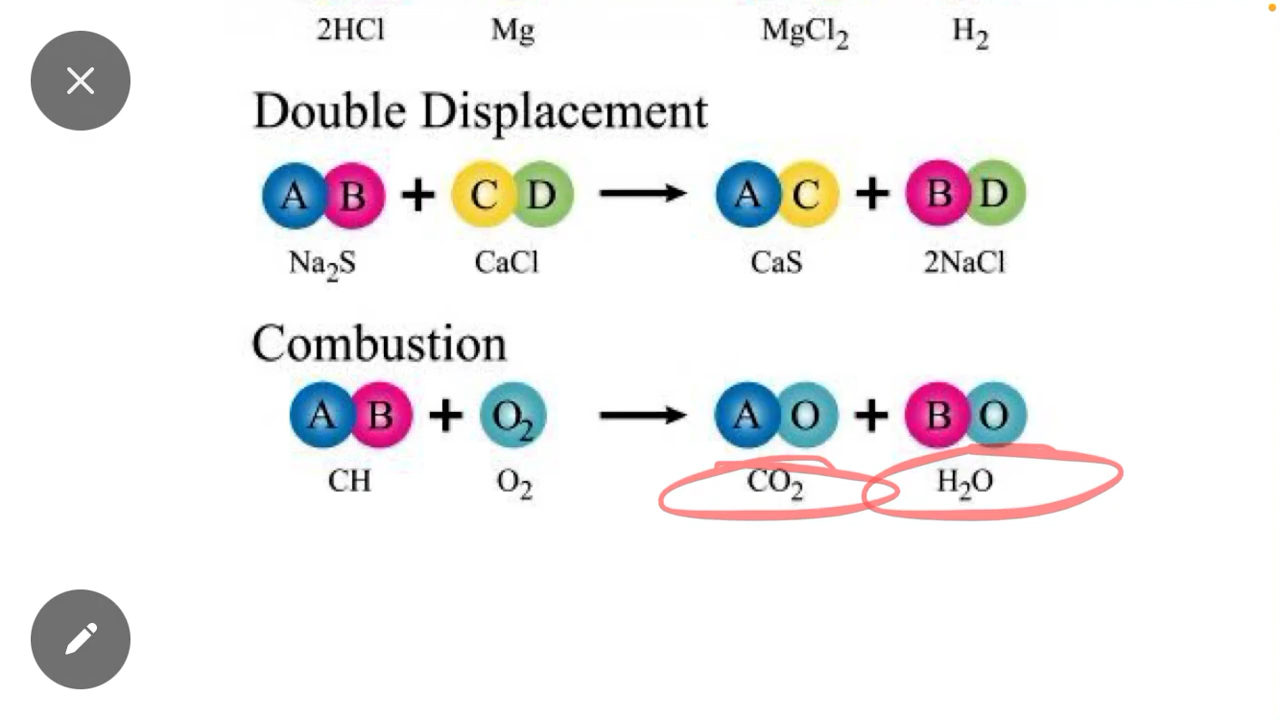 2HCl Mg MgCl₂ H₂
Double Displacement
A B + C D → A C + B D
Na₂S CaCl CaS 2NaCl
Combustion
A B + O₂ → A O + B O
CH O₂ CO₂ H₂O